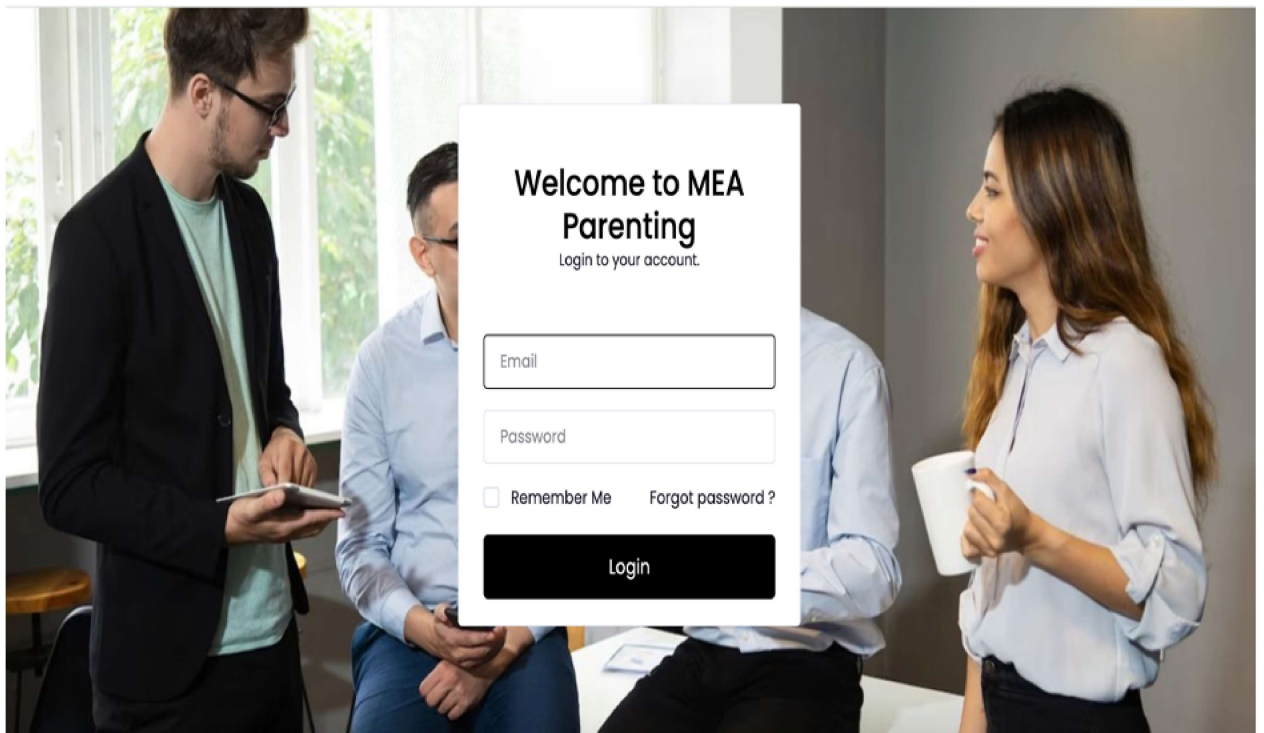 Welcome to MEA
Parenting
Login to your account.
Email
Password
Remember Me Forgot password ?
Login